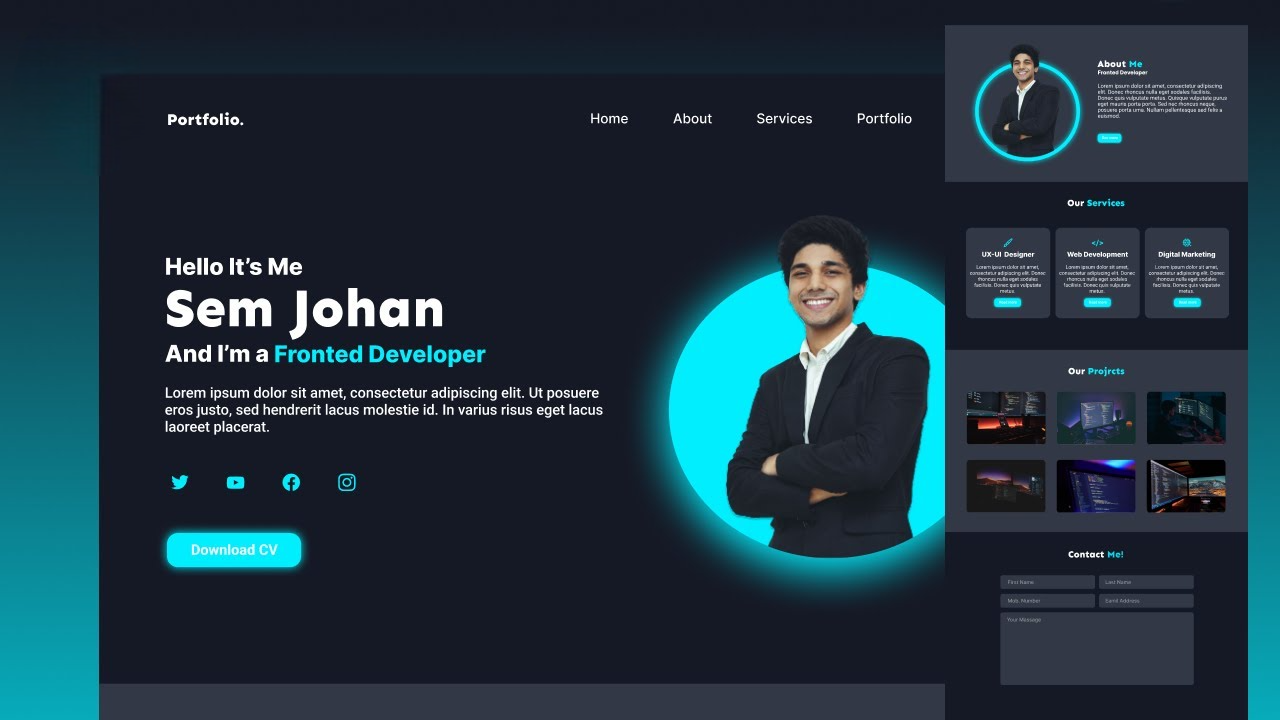 Portfolio.
Home
About
Services
Portfolio
Hello It's Me
Sem Johan
And I'm a Fronted Developer
Lorem ipsum dolor sit amet, consectetur adipiscing elit. Ut posuere
eros justo, sed hendrerit lacus molestie id. In varius risus eget lacus
laoreet placerat.
Download CV
About Me
Fronted Developer
Lorem ipsum dolor sit amet, consectetur adipiscing
elit. Donec rhoncus nulla eget sodales facilisis.
Donec quis vulputate metus. Quisque vulputate purus
eget mauris porta porta. Sed nec rhoncus neque,
posuere porta urna. Nullam pellentesque sed felis a
euismod.
Our Services
UX-UI Designer
Lorem ipsum dolor sit amet,
consectetur adipiscing elit. Donec
rhoncus nulla eget sodales
facilisis. Donec quis vulputate
metus.
Read more
</>
Web Development
Lorem ipsum dolor sit amet,
consectetur adipiscing elit. Donec
rhoncus nulla eget sodales
facilisis. Donec quis vulputate
metus.
Read more
Digital Marketing
Lorem ipsum dolor sit amet,
consectetur adipiscing elit. Donec
rhoncus nulla eget sodales
facilisis. Donec quis vulputate
metus.
Read more
Our Projrcts
Contact Me!
First Name
Last Name
Mob. Number
Samil Address
Your Massage